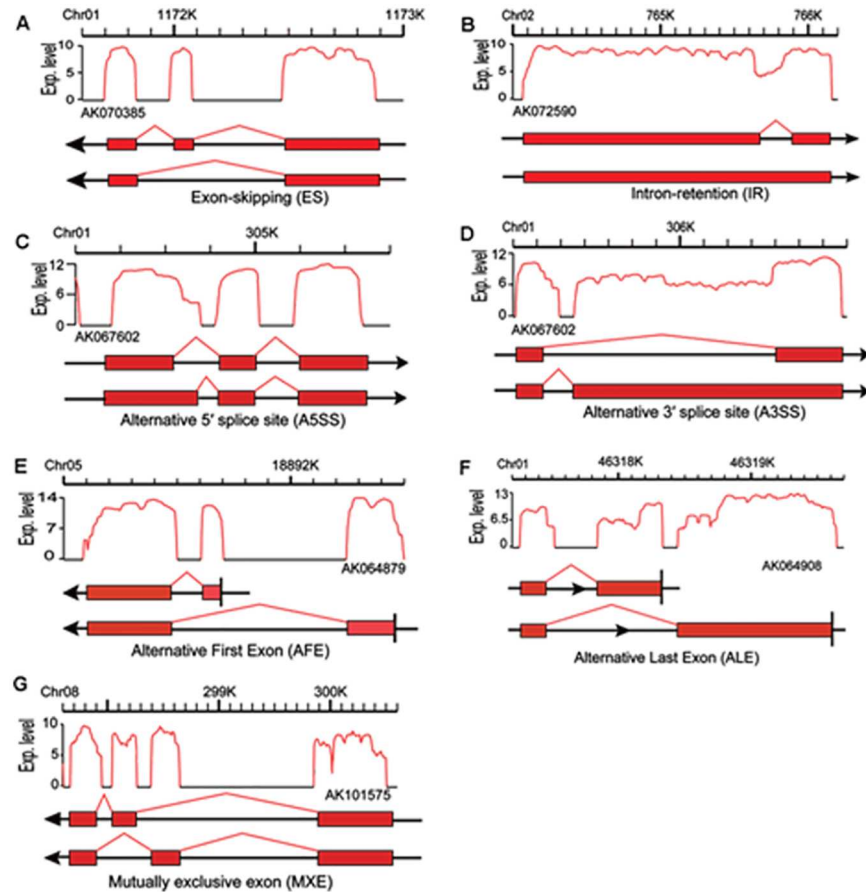 A
Chr01 1172K 1173K
Exp. level
10
5
0
AK070385
Exon-skipping (ES)
B
Chr02 765K 766K
Exp. level
10
5
0
AK072590
Intron-retention (IR)
C
Chr01 305K
Exp. level
12
6
0
AK067602
Alternative 5′ splice site (A5SS)
D
Chr01 306K
Exp. level
12
6
0
AK067602
Alternative 3′ splice site (A3SS)
E
Chr05 18892K
Exp. level
14
7
0
AK064879
Alternative First Exon (AFE)
F
Chr01 46318K 46319K
Exp. level
13
6.5
0
AK064908
Alternative Last Exon (ALE)
G
Chr08 299K 300K
Exp. level
10
5
0
AK101575
Mutually exclusive exon (MXE)